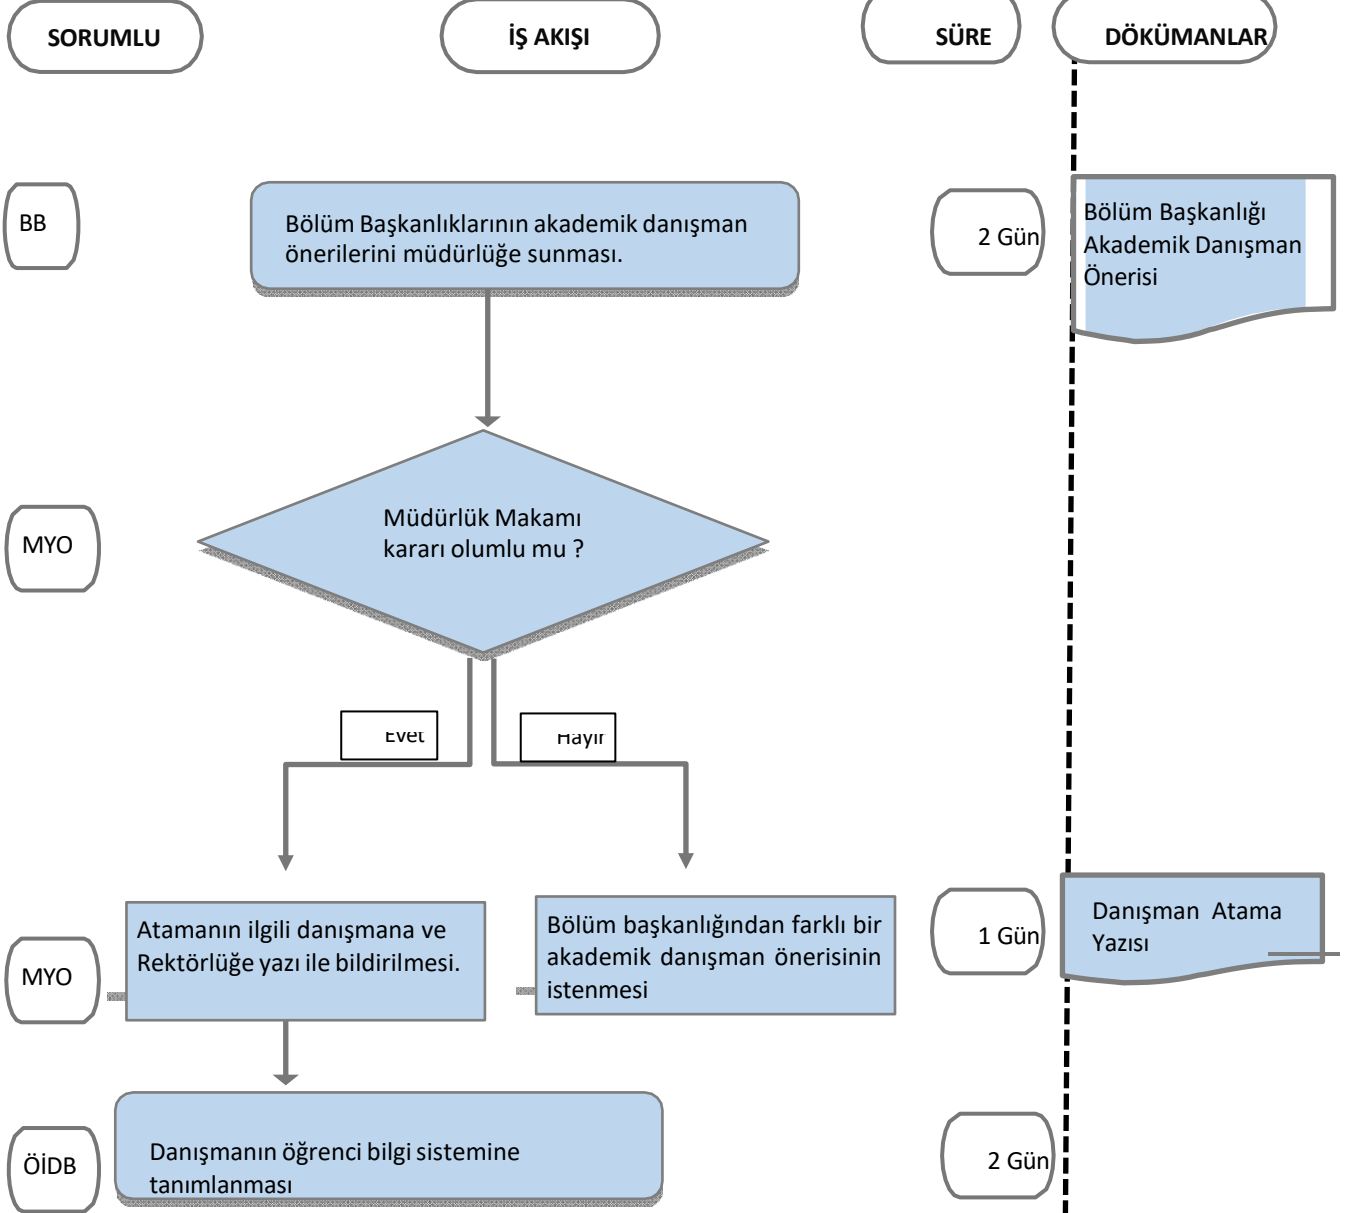 SORUMLU
İŞ AKIŞI
SÜRE
DÖKÜMANLAR
BB
Bölüm Başkanlıklarının akademik danışman
önerilerini müdürlüğe sunması.
2 Gün
Bölüm Başkanlığı
Akademik Danışman
Önerisi
MYO
Müdürlük Makamı
kararı olumlu mu ?
Evet
Hayır
MYO
Atamanın ilgili danışmana ve
Rektörlüğe yazı ile bildirilmesi.
Bölüm başkanlığından farklı bir
akademik danışman önerisinin
istenmesi
1 Gün
Danışman Atama
Yazısı
ÖİDB
Danışmanın öğrenci bilgi sistemine
tanımlanması
2 Gün